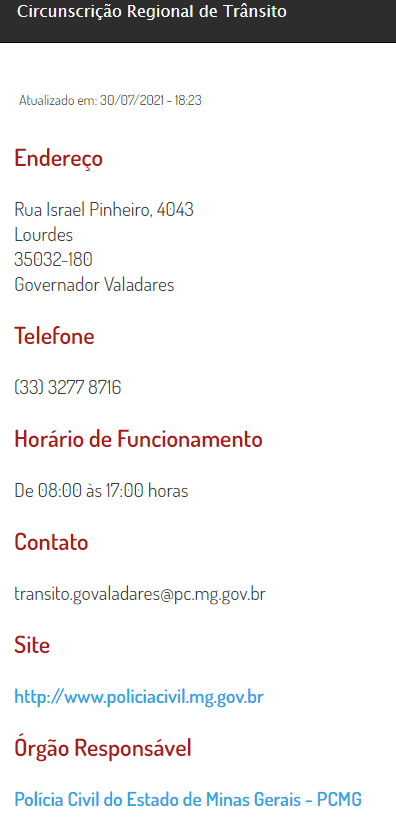 Circunscrição Regional de Trânsito
Atualizado em: 30/07/2021 - 18:23
Endereço
Rua Israel Pinheiro, 4043
Lourdes
35032-180
Governador Valadares
Telefone
(33) 3277 8716
Horário de Funcionamento
De 08:00 às 17:00 horas
Contato
transito.govaladares@pc.mg.gov.br
Site
http://www.policiacivil.mg.gov.br
Órgão Responsável
Polícia Civil do Estado de Minas Gerais - PCMG